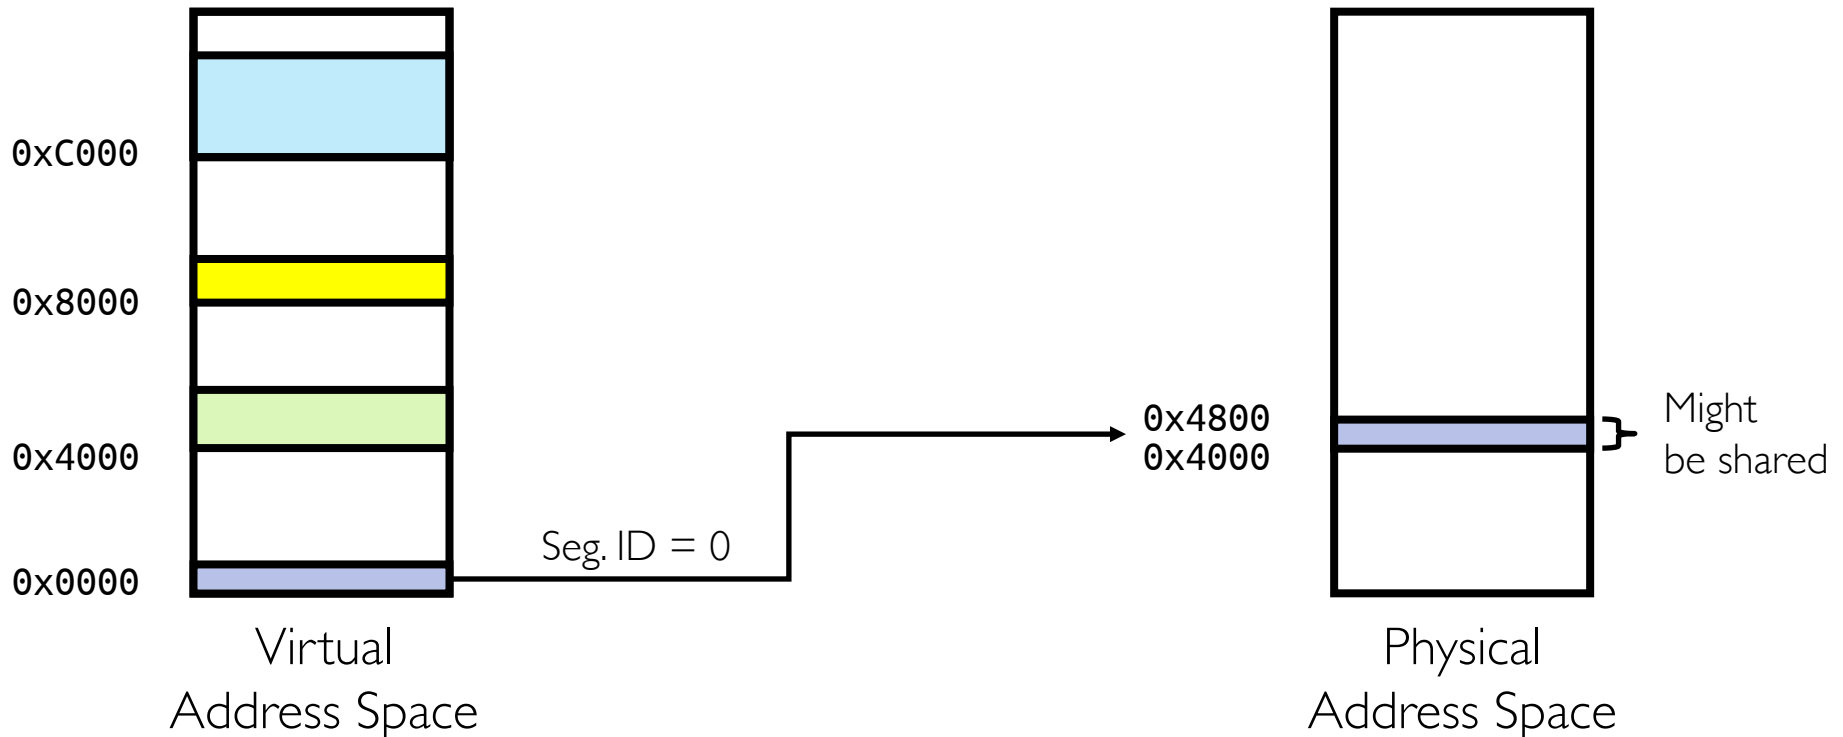 0xC000
0x8000
0x4000
0x0000
Seg. ID = 0
0x4800
0x4000
Might
be shared
Virtual
Address Space
Physical
Address Space